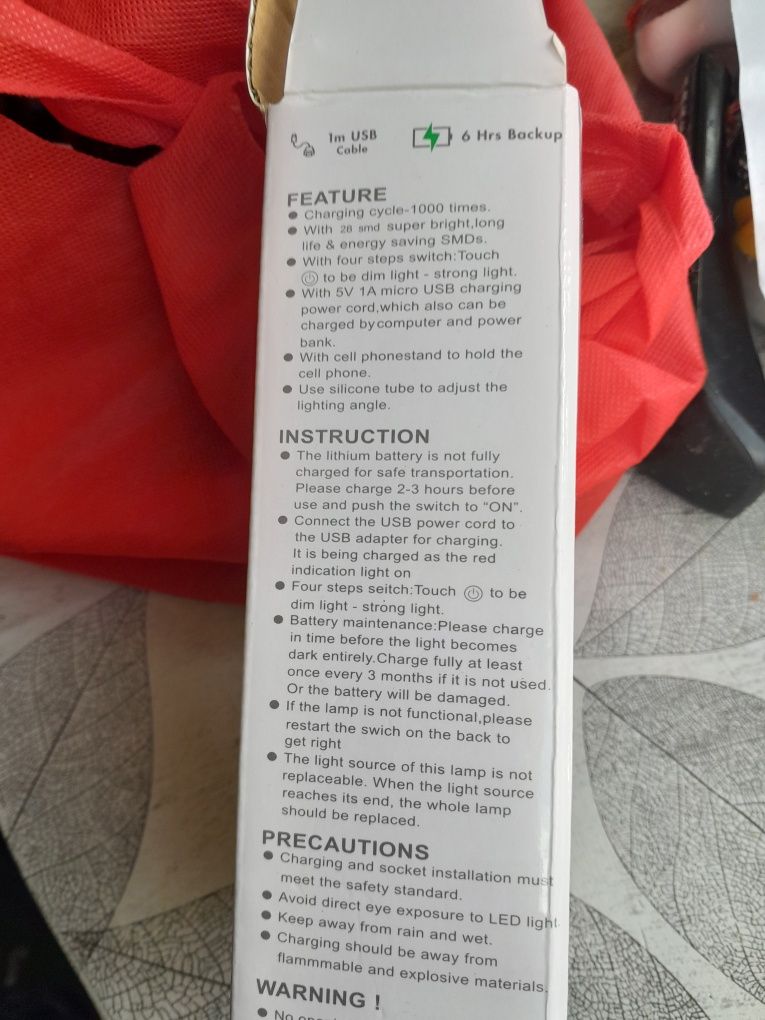 1m USB
Cable
6 Hrs Backup
FEATURE
● Charging cycle-1000 times.
● With 28 smd super bright,long
life & energy saving SMDs.
● With four steps switch:Touch
to be dim light - strong light.
● With 5V 1A micro USB charging
power cord,which also can be
charged by computer and power
bank.
● With cell phonestand to hold the
cell phone.
● Use silicone tube to adjust the
lighting angle.
INSTRUCTION
● The lithium battery is not fully
charged for safe transportation.
Please charge 2-3 hours before
use and push the switch to “ON”.
● Connect the USB power cord to
the USB adapter for charging.
It is being charged as the red
indication light on
● Four steps seitch:Touch to be
dim light - strong light.
● Battery maintenance:Please charge
in time before the light becomes
dark entirely.Charge fully at least
once every 3 months if it is not used.
Or the battery will be damaged.
● If the lamp is not functional,please
restart the swich on the back to
get right
● The light source of this lamp is not
replaceable. When the light source
reaches its end, the whole lamp
should be replaced.
PRECAUTIONS
● Charging and socket installation must
meet the safety standard.
● Avoid direct eye exposure to LED light
● Keep away from rain and wet.
● Charging should be away from
flammmable and explosive materials.
WARNING !
● No